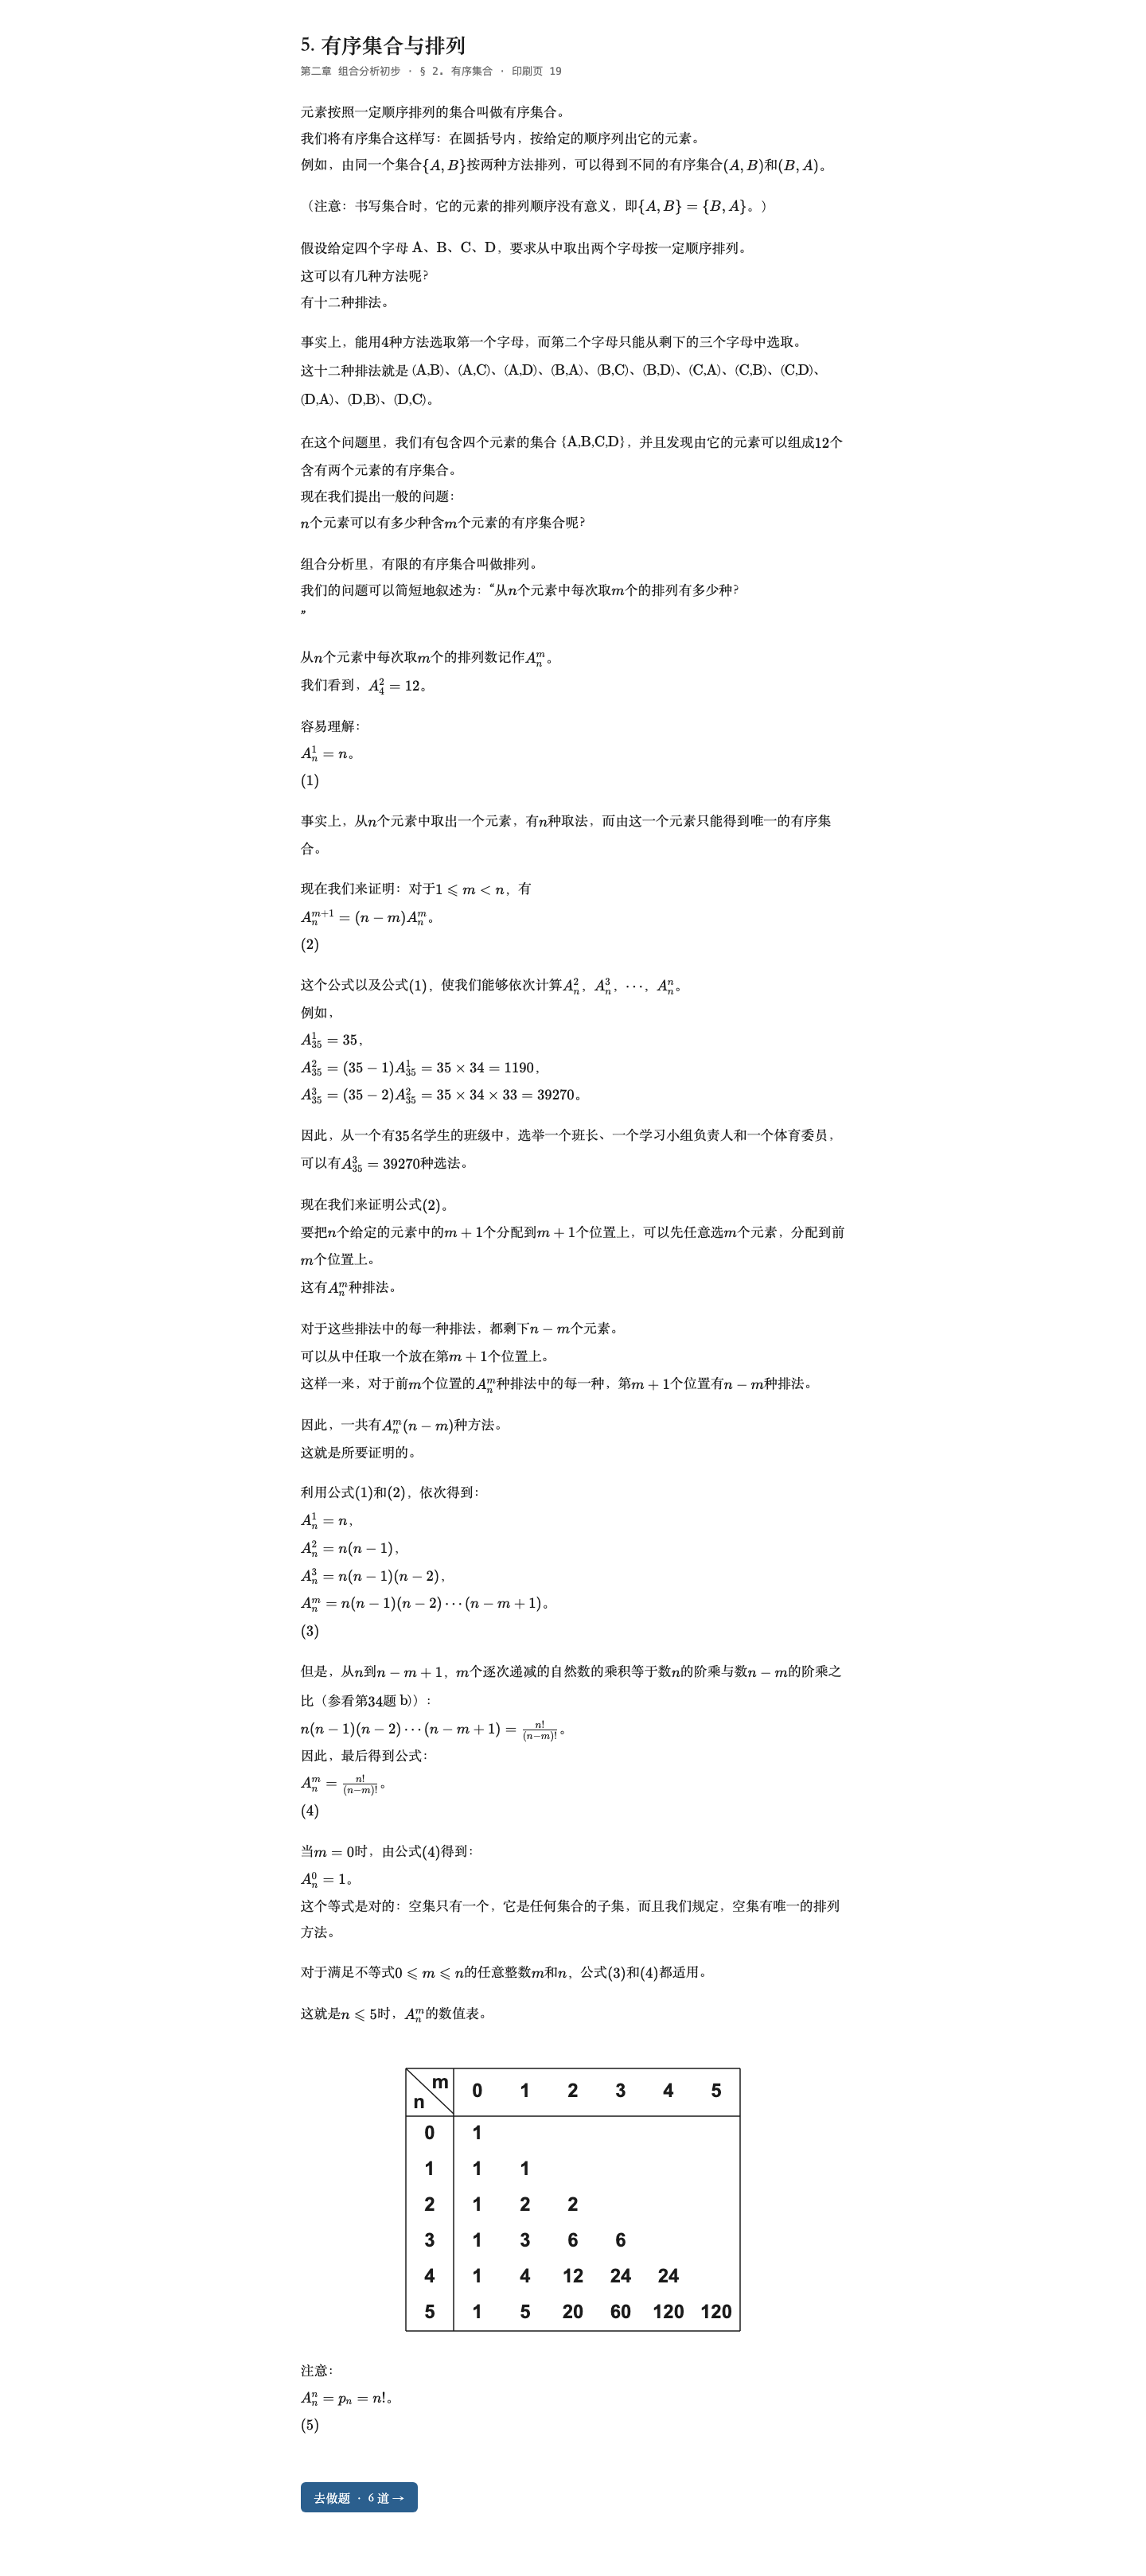 5. 有序集合与排列
第二章 组合分析初步 · § 2. 有序集合 · 印刷页 19
元素按照一定顺序排列的集合叫做有序集合。
我们将有序集合这样写：在圆括号内，按给定的顺序列出它的元素。
例如，由同一个集合{A, B}按两种方法排列，可以得到不同的有序集合(A, B)和(B, A)。
（注意：书写集合时，它的元素的排列顺序没有意义，即{A, B} = {B, A}。）
假设给定四个字母 A、B、C、D，要求从中取出两个字母按一定顺序排列。
这可以有几种方法呢？
有十二种排法。
事实上，能用4种方法选取第一个字母，而第二个字母只能从剩下的三个字母中选取。
这十二种排法就是 (A,B)、(A,C)、(A,D)、(B,A)、(B,C)、(B,D)、(C,A)、(C,B)、(C,D)、
(D,A)、(D,B)、(D,C)。
在这个问题里，我们有包含四个元素的集合 {A,B,C,D}，并且发现由它的元素可以组成12个
含有两个元素的有序集合。
现在我们提出一般的问题：
n个元素可以有多少种含m个元素的有序集合呢？
组合分析里，有限的有序集合叫做排列。
我们的问题可以简短地叙述为：“从n个元素中每次取m个的排列有多少种？
”
从n个元素中每次取m个的排列数记作A_n^m。
我们看到，A_4^2 = 12。
容易理解：
A_n^1 = n。
(1)
事实上，从n个元素中取出一个元素，有n种取法，而由这一个元素只能得到唯一的有序集
合。
现在我们来证明：对于1 ⩽ m < n，有
A_n^{m+1} = (n − m)A_n^m。
(2)
这个公式以及公式(1)，使我们能够依次计算A_n^2，A_n^3，⋯，A_n^n。
例如，
A_{35}^1 = 35，
A_{35}^2 = (35 − 1)A_{35}^1 = 35 × 34 = 1190，
A_{35}^3 = (35 − 2)A_{35}^2 = 35 × 34 × 33 = 39270。
因此，从一个有35名学生的班级中，选举一个班长、一个学习小组负责人和一个体育委员，
可以有A_{35}^3 = 39270种选法。
现在我们来证明公式(2)。
要把n个给定的元素中的m + 1个分配到m + 1个位置上，可以先任意选m个元素，分配到前
m个位置上。
这有A_n^m种排法。
对于这些排法中的每一种排法，都剩下n − m个元素。
可以从中任取一个放在第m + 1个位置上。
这样一来，对于前m个位置的A_n^m种排法中的每一种，第m + 1个位置有n − m种排法。
因此，一共有A_n^m(n − m)种方法。
这就是所要证明的。
利用公式(1)和(2)，依次得到：
A_n^1 = n，
A_n^2 = n(n − 1)，
A_n^3 = n(n − 1)(n − 2)，
A_n^m = n(n − 1)(n − 2)⋯(n − m + 1)。
(3)
但是，从n到n − m + 1，m个逐次递减的自然数的乘积等于数n的阶乘与数n − m的阶乘之
比（参看第34题 b)）：
n(n − 1)(n − 2)⋯(n − m + 1) = n!/(n−m)!。
因此，最后得到公式：
A_n^m = n!/(n−m)!。
(4)
当m = 0时，由公式(4)得到：
A_n^0 = 1。
这个等式是对的：空集只有一个，它是任何集合的子集，而且我们规定，空集有唯一的排列
方法。
对于满足不等式0 ⩽ m ⩽ n的任意整数m和n，公式(3)和(4)都适用。
这就是n ⩽ 5时，A_n^m的数值表。
m
n 0 1 2 3 4 5
0 1
1 1 1
2 1 2 2
3 1 3 6 6
4 1 4 12 24 24
5 1 5 20 60 120 120
注意：
A_n^n = p_n = n!。
(5)
去做题 · 6 道 →